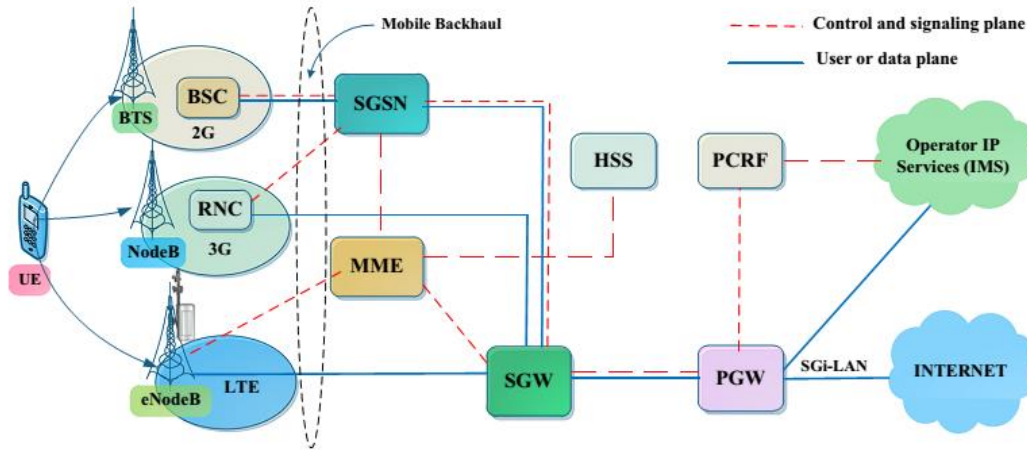 Mobile Backhaul
Control and signaling plane
User or data plane
BSC
BTS
2G
SGSN
HSS
PCRF
Operator IP
Services (IMS)
RNC
NodeB
3G
UE
MME
LTE
eNodeB
SGW
PGW
SGi-LAN
INTERNET